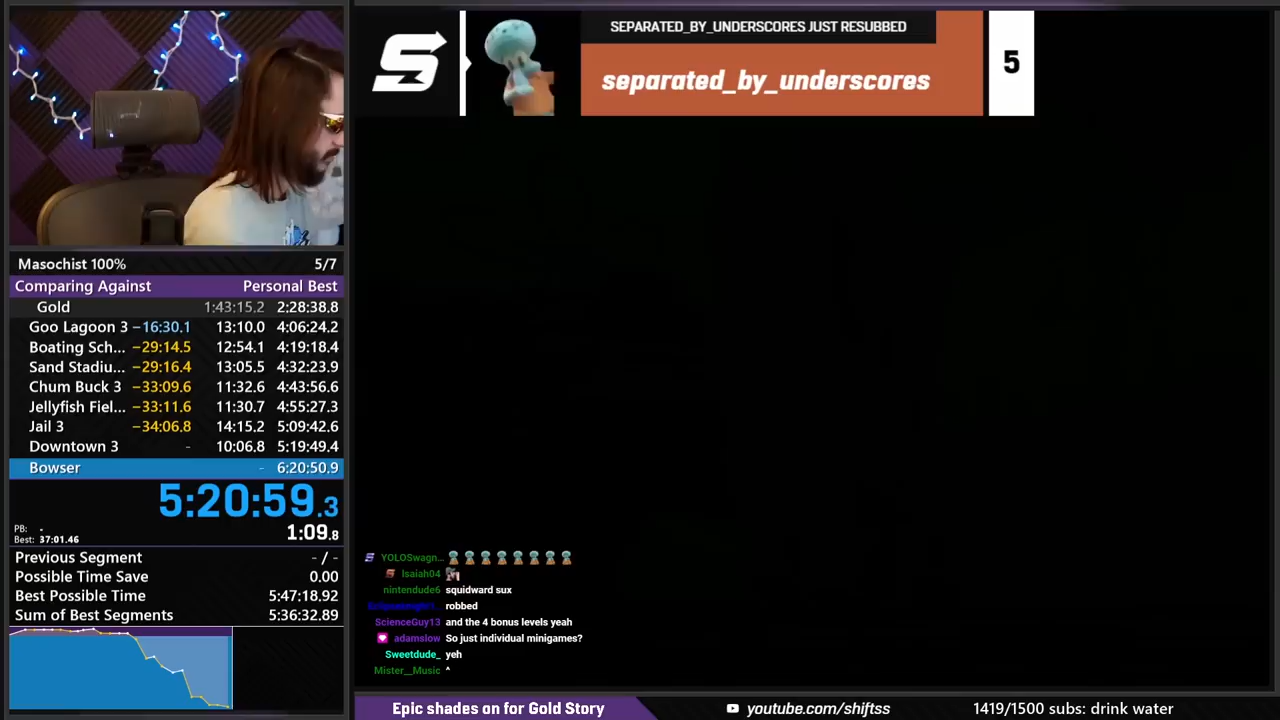 SEPARATED_BY_UNDERSCORES JUST RESUBBED
separated_by_underscores
5
Masochist 100% 5/7
Comparing Against Personal Best
Gold 1:43:15.2 2:28:38.8
Goo Lagoon 3 −16:30.1 13:10.0 4:06:24.2
Boating Sch... −29:14.5 12:54.1 4:19:18.4
Sand Stadiu... −29:16.4 13:05.5 4:32:23.9
Chum Buck 3 −33:09.6 11:32.6 4:43:56.6
Jellyfish Fiel... −33:11.6 11:30.7 4:55:27.3
Jail 3 −34:06.8 14:15.2 5:09:42.6
Downtown 3 - 10:06.8 5:19:49.4
Bowser - 6:20:50.9
5:20:59.3
PB: -
Best: 37:01.46
1:09.8
Previous Segment - / -
Possible Time Save 0.00
Best Possible Time 5:47:18.92
Sum of Best Segments 5:36:32.89
YOLOSwagn...
Isaiah04
nintendude6 squidward sux
robbed
ScienceGuy13 and the 4 bonus levels yeah
adamslow So just individual minigames?
Sweetdude_ yeh
Mister__Music ^
Epic shades on for Gold Story
youtube.com/shiftss
1419/1500 subs: drink water